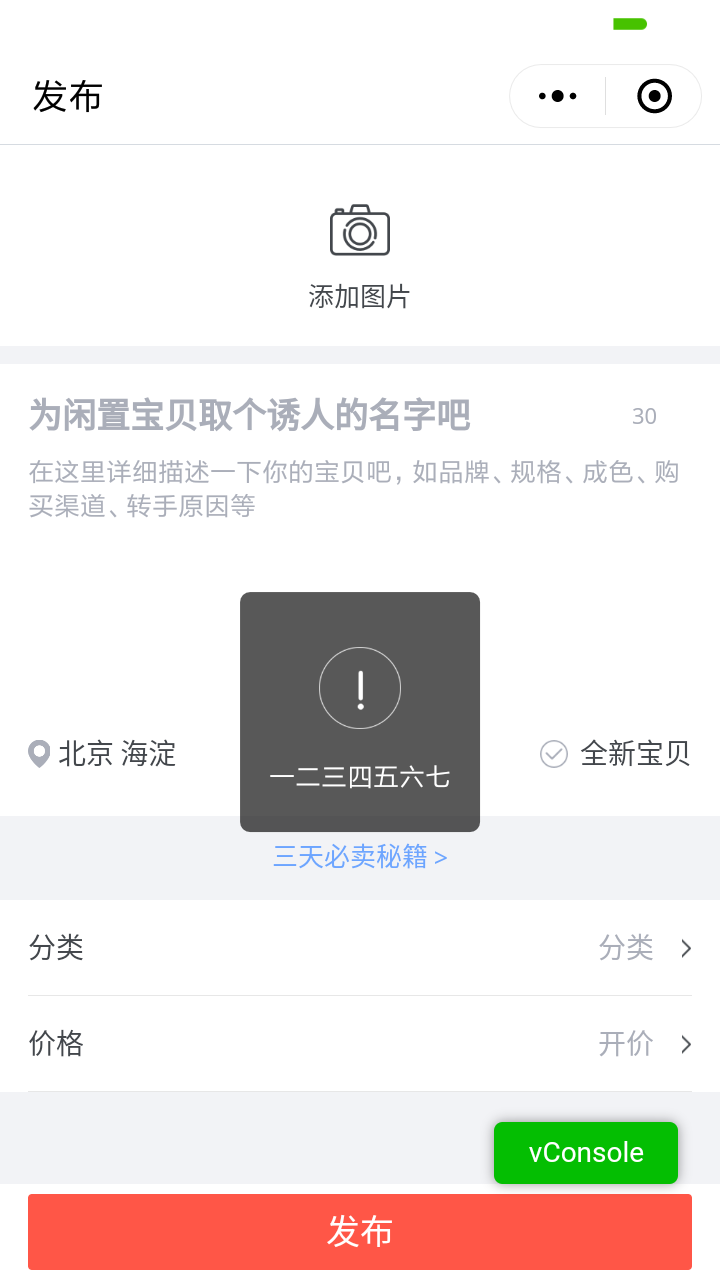 发布
添加图片
为闲置宝贝取个诱人的名字吧 30
在这里详细描述一下你的宝贝吧，如品牌、规格、成色、购
买渠道、转手原因等
北京 海淀
全新宝贝
一二三四五六七
三天必卖秘籍 >
分类 分类
价格 开价
vConsole
发布